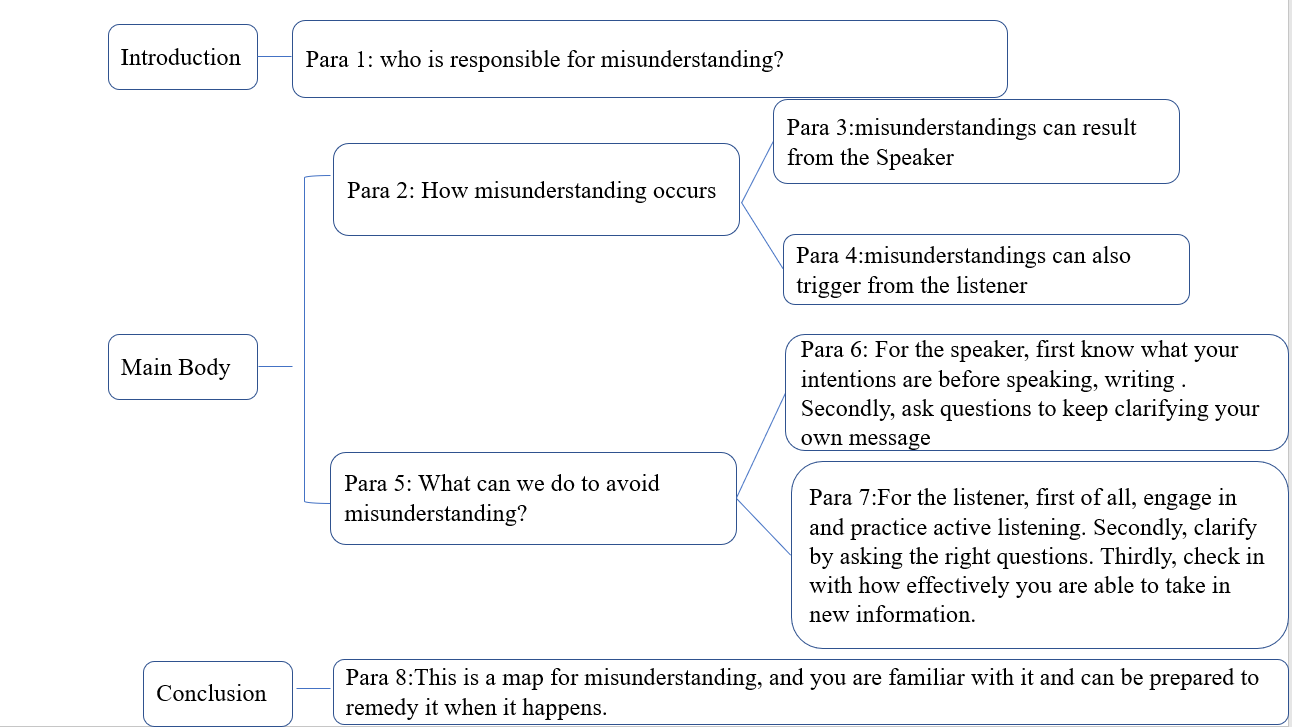 Introduction
Para 1: who is responsible for misunderstanding?
Para 3:misunderstandings can result
from the Speaker
Para 2: How misunderstanding occurs
Para 4:misunderstandings can also
trigger from the listener
Main Body
Para 6: For the speaker, first know what your
intentions are before speaking, writing .
Secondly, ask questions to keep clarifying your
own message
Para 5: What can we do to avoid
misunderstanding?
Para 7:For the listener, first of all, engage in
and practice active listening. Secondly, clarify
by asking the right questions. Thirdly, check in
with how effectively you are able to take in
new information.
Conclusion
Para 8:This is a map for misunderstanding, and you are familiar with it and can be prepared to
remedy it when it happens.